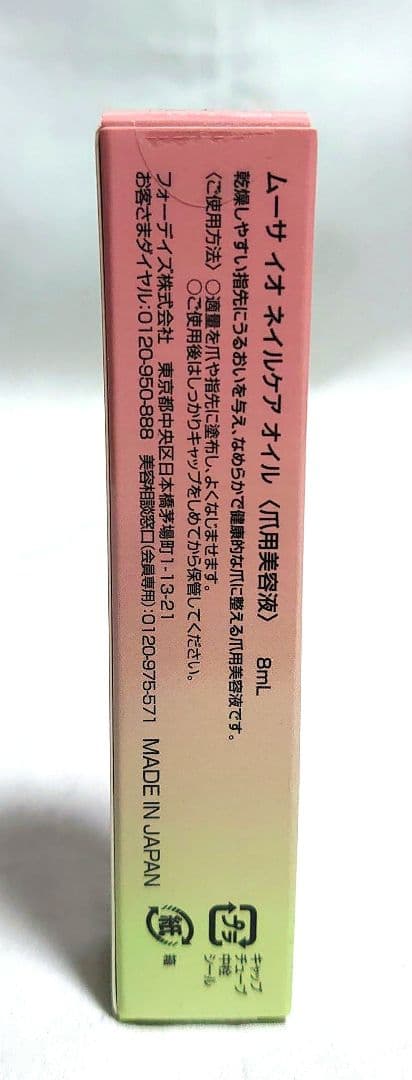 ムーサ イオ ネイルケア オイル 〈爪用美容液〉 8mL
乾燥しやすい指先にうるおいを与え、なめらかで健康的な爪に整える爪用美容液です。
〈ご使用方法〉 ○適量を爪や指先に塗布し、よくなじませます。
○ご使用後はしっかりキャップをしめてから保管してください。
フォーデイズ株式会社 東京都中央区日本橋茅場町1-13-21
お客さまダイヤル:0120-950-888 美容相談窓口(会員専用):0120-975-571 MADE IN JAPAN
プラ
キャップ
チューブ
中栓
シール
紙
箱